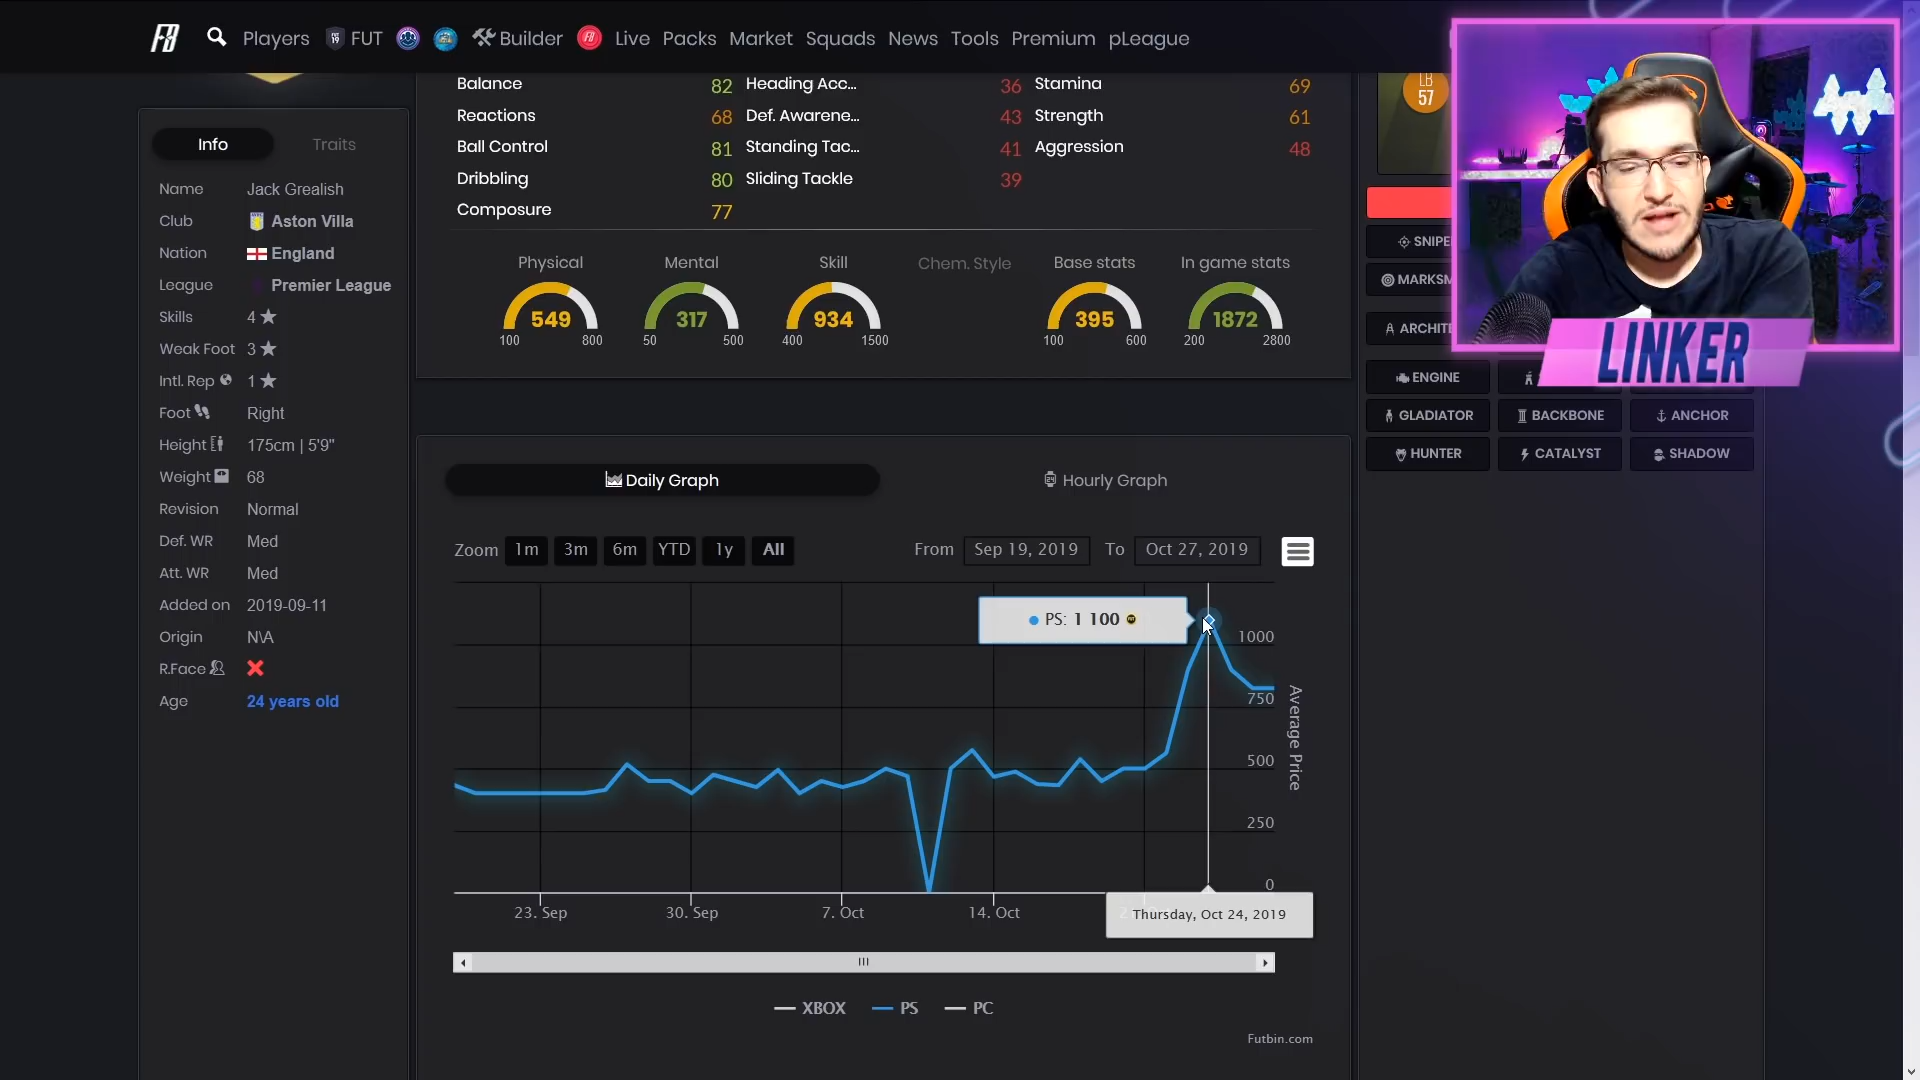 Players FUT Builder Live Packs Market Squads News Tools Premium pLeague
Balance 82 Heading Acc... 36 Stamina 69
Reactions 68 Def. Awarene... 43 Strength 61
Ball Control 81 Standing Tac... 41 Aggression 48
Dribbling 80 Sliding Tackle 39
Composure 77
Physical Mental Skill Chem. Style Base stats In game stats
549 317 934 395 1872
100 800 50 500 400 1500 100 600 200 2800
Info Traits
Name Jack Grealish
Club Aston Villa
Nation England
League Premier League
Skills 4
Weak Foot 3
Intl. Rep 1
Foot Right
Height 175cm | 5'9"
Weight 68
Revision Normal
Def. WR Med
Att. WR Med
Added on 2019-09-11
Origin N\A
R.Face
Age 24 years old
Daily Graph Hourly Graph
Zoom 1m 3m 6m YTD 1y All
From Sep 19, 2019 To Oct 27, 2019
PS: 1 100
1000
750
500
250
0
Average Price
23. Sep 30. Sep 7. Oct 14. Oct
Thursday, Oct 24, 2019
XBOX PS PC
Futbin.com
LB
57
SNIPE
MARKSM
ARCHITE
ENGINE
GLADIATOR BACKBONE ANCHOR
HUNTER CATALYST SHADOW
LINKER